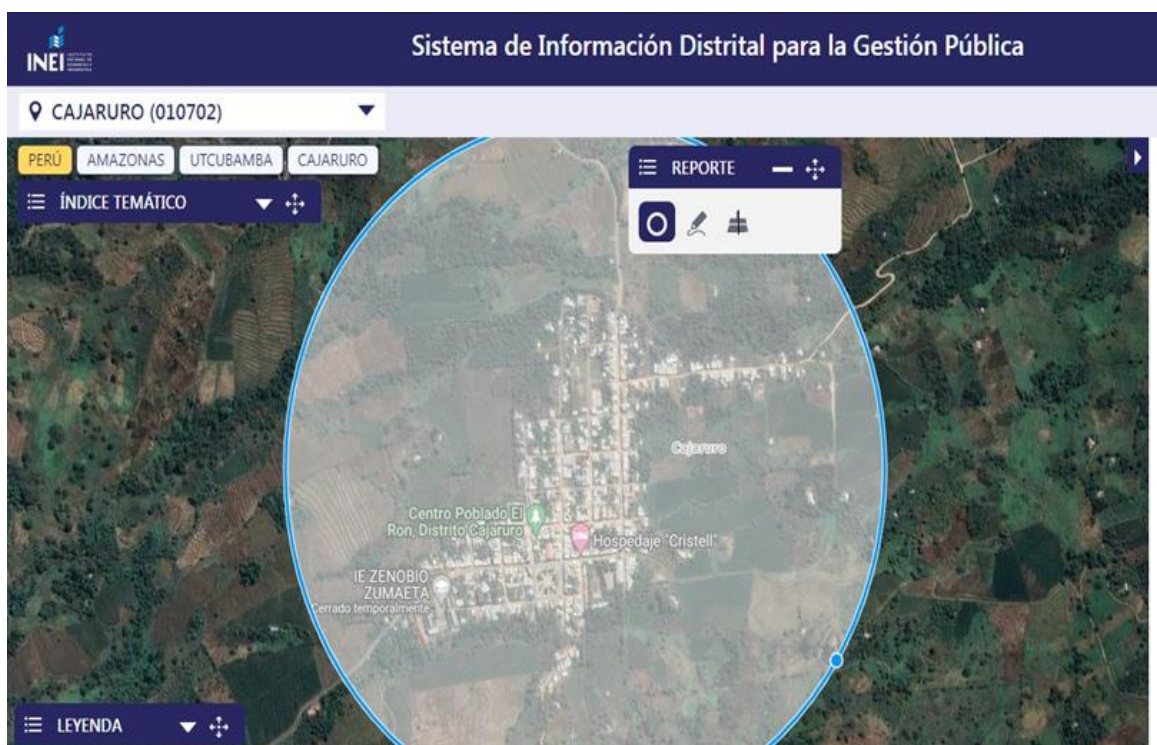 Sistema de Información Distrital para la Gestión Pública
INEI
CAJARURO (010702)
PERÚ
AMAZONAS
UTCUBAMBA
CAJARURO
REPORTE
ÍNDICE TEMÁTICO
Cajaruro
Centro Poblado El
Ron, Distrito Cajaruro
Hospedaje "Cristell"
IE ZENOBIO
ZUMAETA
Cerrado temporalmente
LEYENDA